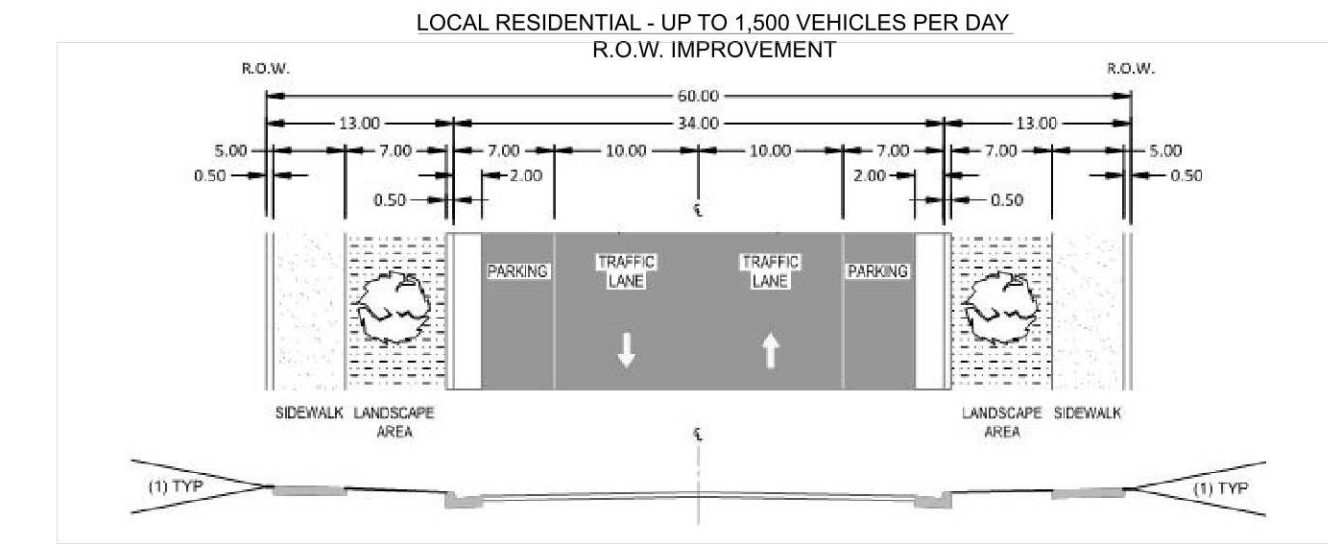 LOCAL RESIDENTIAL - UP TO 1,500 VEHICLES PER DAY
R.O.W. IMPROVEMENT
R.O.W. R.O.W.
60.00
13.00 34.00 13.00
5.00 7.00 7.00 10.00 10.00 7.00 7.00 5.00
0.50 2.00 2.00 0.50
0.50 0.50
℄
PARKING TRAFFIC LANE TRAFFIC LANE PARKING
SIDEWALK LANDSCAPE AREA LANDSCAPE AREA SIDEWALK
℄
(1) TYP (1) TYP